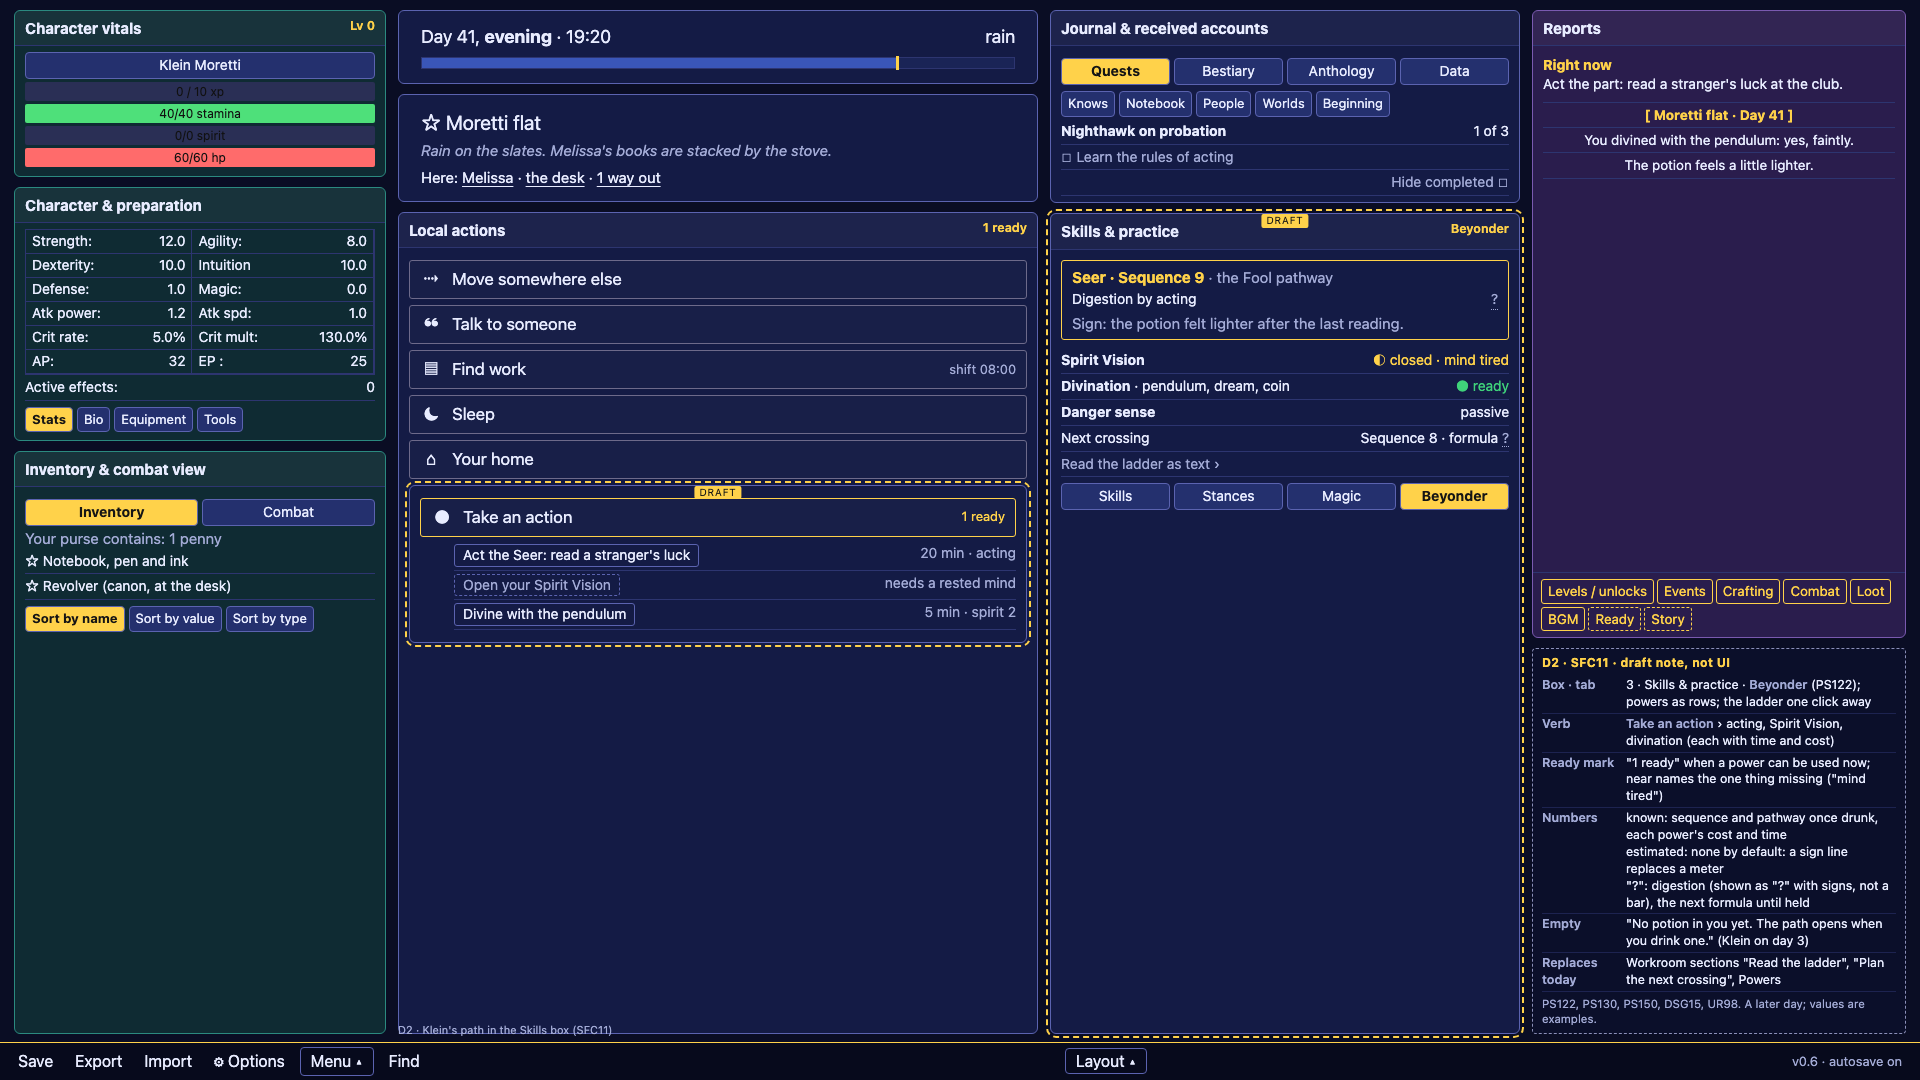 Character vitals
Lv 0
Klein Moretti
0 / 10 xp
40/40 stamina
0/0 spirit
60/60 hp
Character & preparation
Strength: 12.0 Agility: 8.0
Dexterity: 10.0 Intuition 10.0
Defense: 1.0 Magic: 0.0
Atk power: 1.2 Atk spd: 1.0
Crit rate: 5.0% Crit mult: 130.0%
AP: 32 EP : 25
Active effects: 0
Stats Bio Equipment Tools
Inventory & combat view
Inventory Combat
Your purse contains: 1 penny
☆ Notebook, pen and ink
☆ Revolver (canon, at the desk)
Sort by name Sort by value Sort by type
Day 41, evening · 19:20 rain
☆ Moretti flat
Rain on the slates. Melissa's books are stacked by the stove.
Here: Melissa · the desk · 1 way out
Local actions 1 ready
Move somewhere else
Talk to someone
Find work shift 08:00
Sleep
Your home
DRAFT
Take an action 1 ready
Act the Seer: read a stranger's luck 20 min · acting
Open your Spirit Vision needs a rested mind
Divine with the pendulum 5 min · spirit 2
D2 · Klein's path in the Skills box (SFC11)
Journal & received accounts
Quests Bestiary Anthology Data
Knows Notebook People Worlds Beginning
Nighthawk on probation 1 of 3
□ Learn the rules of acting
Hide completed □
DRAFT
Skills & practice Beyonder
Seer · Sequence 9 · the Fool pathway
Digestion by acting ?
Sign: the potion felt lighter after the last reading.
Spirit Vision closed · mind tired
Divination · pendulum, dream, coin ready
Danger sense passive
Next crossing Sequence 8 · formula ?
Read the ladder as text ›
Skills Stances Magic Beyonder
Reports
Right now
Act the part: read a stranger's luck at the club.
[ Moretti flat · Day 41 ]
You divined with the pendulum: yes, faintly.
The potion feels a little lighter.
Levels / unlocks Events Crafting Combat Loot
BGM Ready Story
D2 · SFC11 · draft note, not UI
Box · tab 3 · Skills & practice · Beyonder (PS122);
powers as rows; the ladder one click away
Verb Take an action › acting, Spirit Vision,
divination (each with time and cost)
Ready mark "1 ready" when a power can be used now;
near names the one thing missing ("mind
tired")
Numbers known: sequence and pathway once drunk,
each power's cost and time
estimated: none by default: a sign line
replaces a meter
"?": digestion (shown as "?" with signs, not a
bar), the next formula until held
Empty "No potion in you yet. The path opens when
you drink one." (Klein on day 3)
Replaces today Workroom sections "Read the ladder", "Plan
the next crossing", Powers
PS122, PS130, PS150, DSG15, UR98. A later day; values are
examples.
Save Export Import ⚙ Options Menu ▴ Find Layout ▴ v0.6 · autosave on